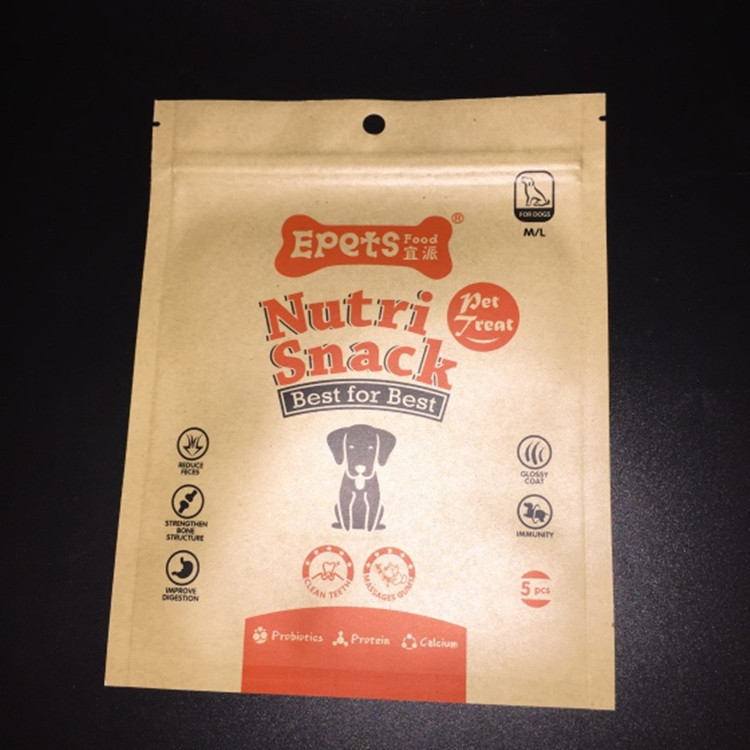 FOR DOGS
M/L
EPets Food 宜派 ®
Nutri
Snack
Pet
Treat
Best for Best
REDUCE
FECES
STRENGTHEN
BONE
STRUCTURE
IMPROVE
DIGESTION
GLOSSY
COAT
IMMUNITY
5 pcs
CLEAN TEETH
MASSAGES GUMS
Probiotics
Protein
Calcium